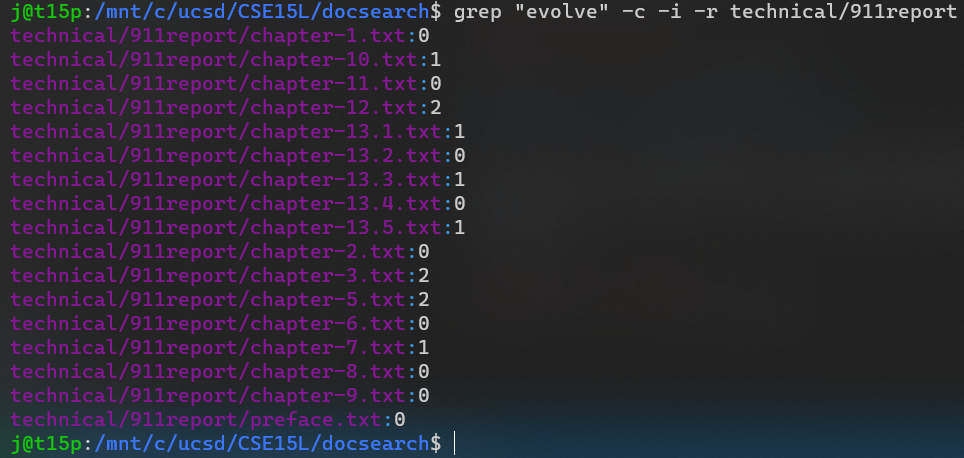 j@t15p:/mnt/c/ucsd/CSE15L/docsearch$ grep "evolve" -c -i -r technical/911report
technical/911report/chapter-1.txt:0
technical/911report/chapter-10.txt:1
technical/911report/chapter-11.txt:0
technical/911report/chapter-12.txt:2
technical/911report/chapter-13.1.txt:1
technical/911report/chapter-13.2.txt:0
technical/911report/chapter-13.3.txt:1
technical/911report/chapter-13.4.txt:0
technical/911report/chapter-13.5.txt:1
technical/911report/chapter-2.txt:0
technical/911report/chapter-3.txt:2
technical/911report/chapter-5.txt:2
technical/911report/chapter-6.txt:0
technical/911report/chapter-7.txt:1
technical/911report/chapter-8.txt:0
technical/911report/chapter-9.txt:0
technical/911report/preface.txt:0
j@t15p:/mnt/c/ucsd/CSE15L/docsearch$